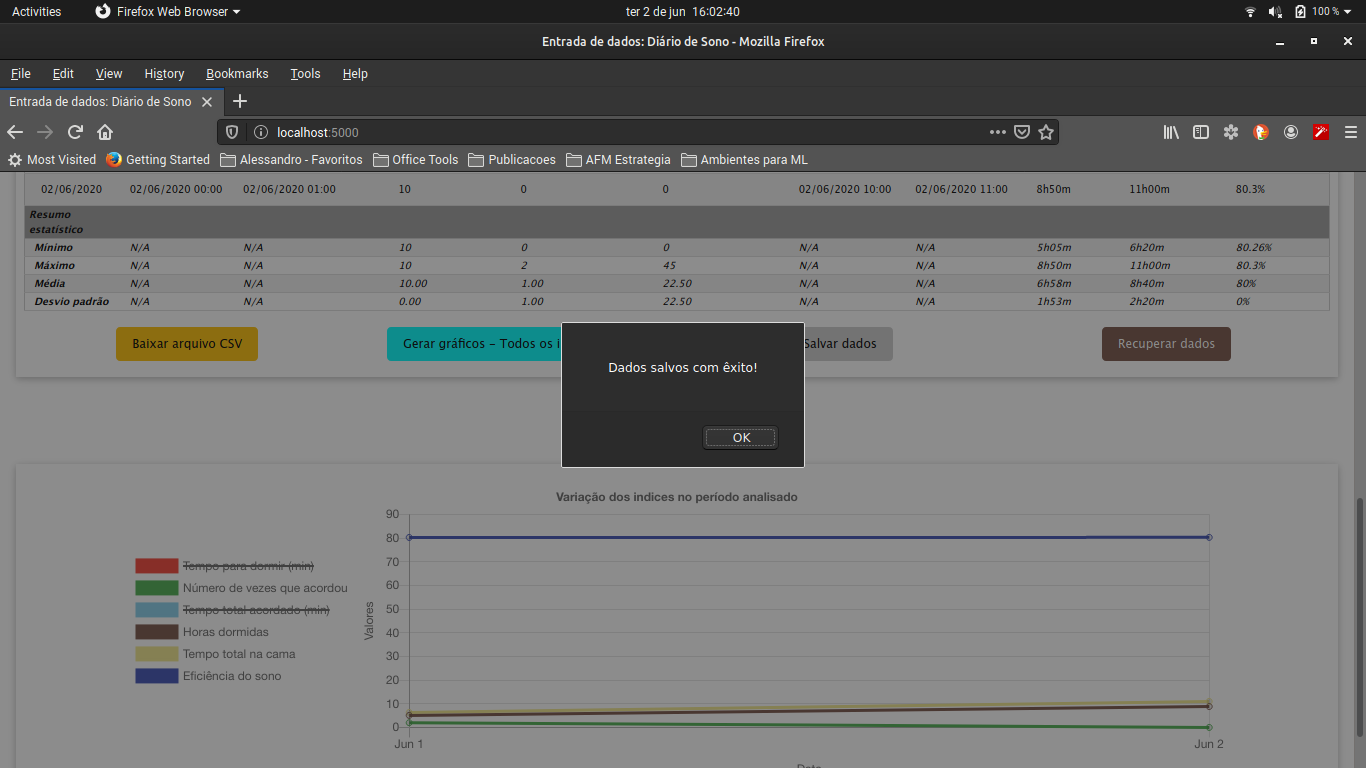 Activities Firefox Web Browser ter 2 de jun 16:02:40 100 %
Entrada de dados: Diário de Sono - Mozilla Firefox
File Edit View History Bookmarks Tools Help
Entrada de dados: Diário de Sono
localhost:5000
Most Visited Getting Started Alessandro - Favoritos Office Tools Publicacoes AFM Estrategia Ambientes para ML
02/06/2020 02/06/2020 00:00 02/06/2020 01:00 10 0 0 02/06/2020 10:00 02/06/2020 11:00 8h50m 11h00m 80.3%
Resumo
estatístico
Mínimo N/A N/A 10 0 0 N/A N/A 5h05m 6h20m 80.26%
Máximo N/A N/A 10 2 45 N/A N/A 8h50m 11h00m 80.3%
Média N/A N/A 10.00 1.00 22.50 N/A N/A 6h58m 8h40m 80%
Desvio padrão N/A N/A 0.00 1.00 22.50 N/A N/A 1h53m 2h20m 0%
Baixar arquivo CSV Gerar gráficos - Todos os i Salvar dados Recuperar dados
Dados salvos com êxito!
OK
Variação dos indices no período analisado
Tempo para dormir (min)
Número de vezes que acordou
Tempo total acordado (min)
Horas dormidas
Tempo total na cama
Eficiência do sono
Valores
90
80
70
60
50
40
30
20
10
0
Jun 1 Jun 2